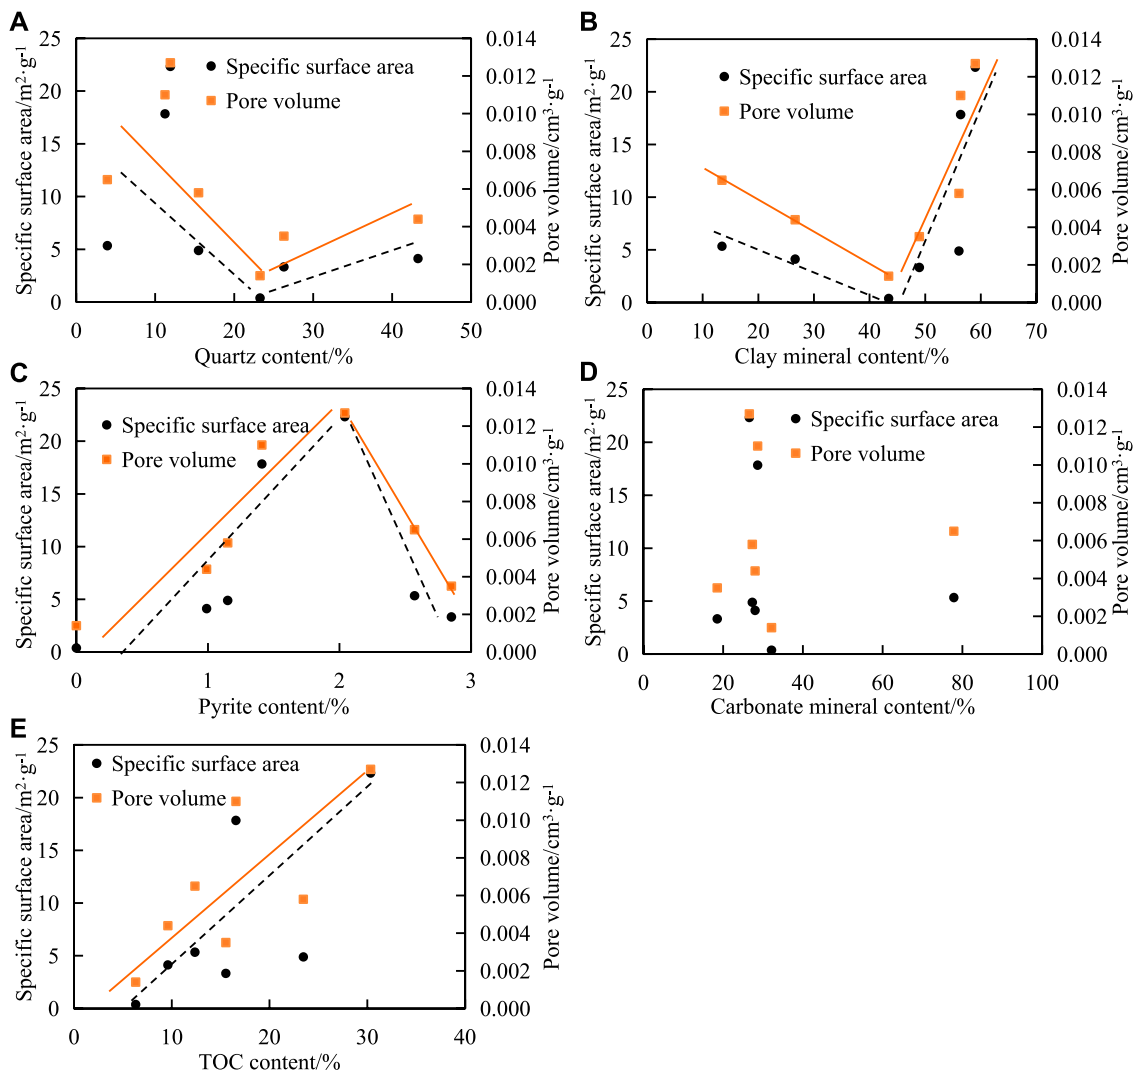 A
Specific surface area/m²·g⁻¹
25
20
15
10
5
0
0 10 20 30 40 50
Quartz content/%
Specific surface area
Pore volume
0.014
0.012
0.010
0.008
0.006
0.004
0.002
0.000
Pore volume/cm³·g⁻¹
B
Specific surface area/m²·g⁻¹
25
20
15
10
5
0
0 10 20 30 40 50 60 70
Clay mineral content/%
Specific surface area
Pore volume
0.014
0.012
0.010
0.008
0.006
0.004
0.002
0.000
Pore volume/cm³·g⁻¹
C
Specific surface area/m²·g⁻¹
25
20
15
10
5
0
0 1 2 3
Pyrite content/%
Specific surface area
Pore volume
0.014
0.012
0.010
0.008
0.006
0.004
0.002
0.000
Pore volume/cm³·g⁻¹
D
Specific surface area/m²·g⁻¹
25
20
15
10
5
0
0 20 40 60 80 100
Carbonate mineral content/%
Specific surface area
Pore volume
0.014
0.012
0.010
0.008
0.006
0.004
0.002
0.000
Pore volume/cm³·g⁻¹
E
Specific surface area/m²·g⁻¹
25
20
15
10
5
0
0 10 20 30 40
TOC content/%
Specific surface area
Pore volume
0.014
0.012
0.010
0.008
0.006
0.004
0.002
0.000
Pore volume/cm³·g⁻¹